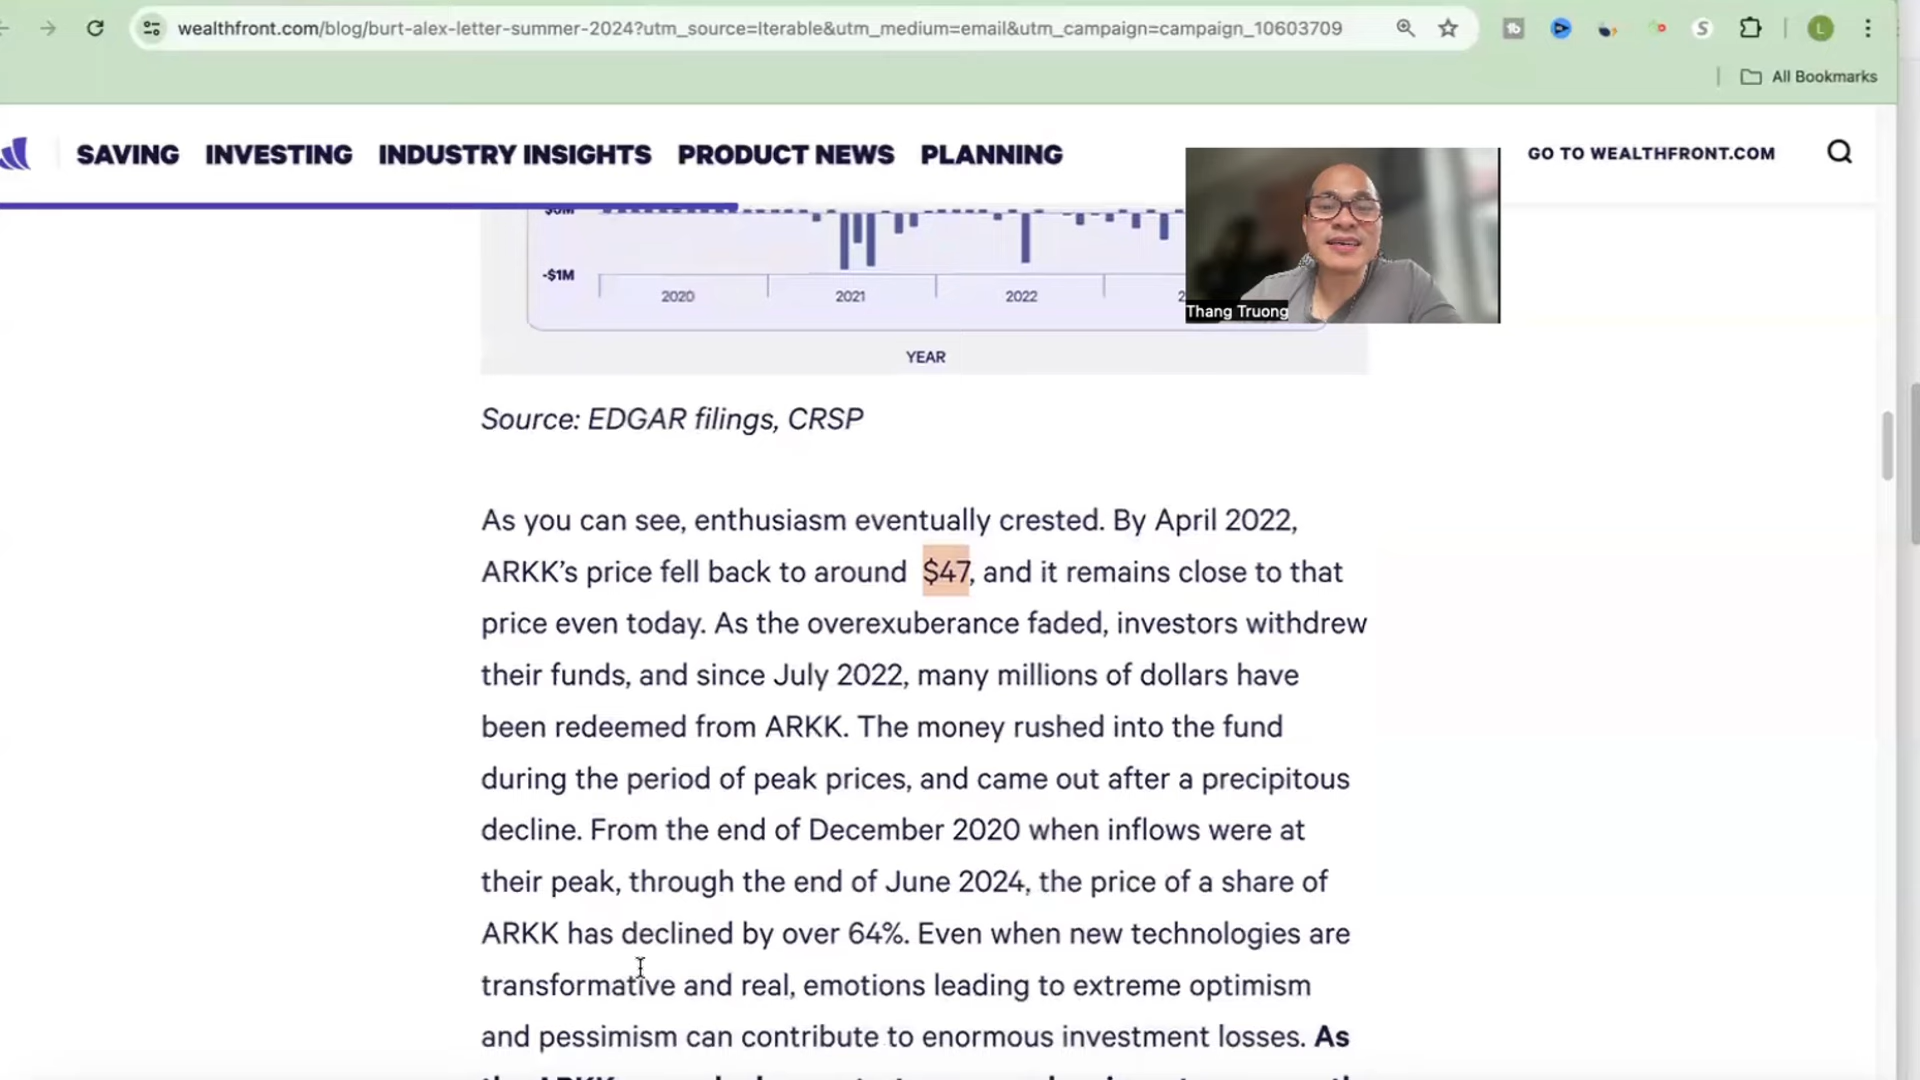 wealthfront.com/blog/burt-alex-letter-summer-2024?utm_source=Iterable&utm_medium=email&utm_campaign=campaign_10603709
L
All Bookmarks
SAVING INVESTING INDUSTRY INSIGHTS PRODUCT NEWS PLANNING GO TO WEALTHFRONT.COM
Thang Truong
-$1M
2020 2021 2022
YEAR
Source: EDGAR filings, CRSP
As you can see, enthusiasm eventually crested. By April 2022,
ARKK’s price fell back to around $47, and it remains close to that
price even today. As the overexuberance faded, investors withdrew
their funds, and since July 2022, many millions of dollars have
been redeemed from ARKK. The money rushed into the fund
during the period of peak prices, and came out after a precipitous
decline. From the end of December 2020 when inflows were at
their peak, through the end of June 2024, the price of a share of
ARKK has declined by over 64%. Even when new technologies are
transformative and real, emotions leading to extreme optimism
and pessimism can contribute to enormous investment losses. As